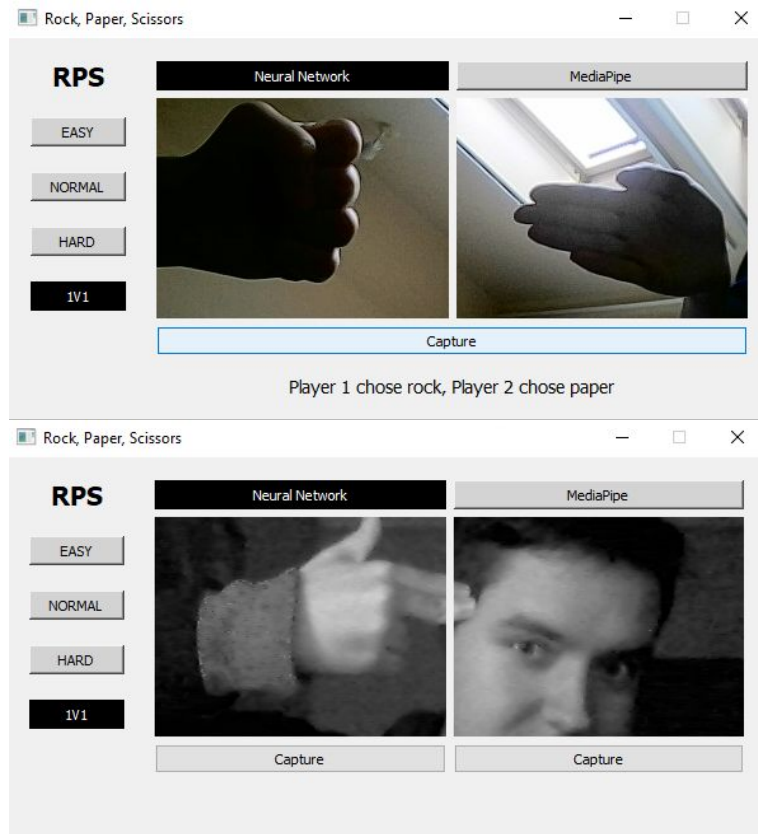 Rock, Paper, Scissors
RPS
Neural Network
MediaPipe
EASY
NORMAL
HARD
1V1
Capture
Player 1 chose rock, Player 2 chose paper
Rock, Paper, Scissors
RPS
Neural Network
MediaPipe
EASY
NORMAL
HARD
1V1
Capture
Capture